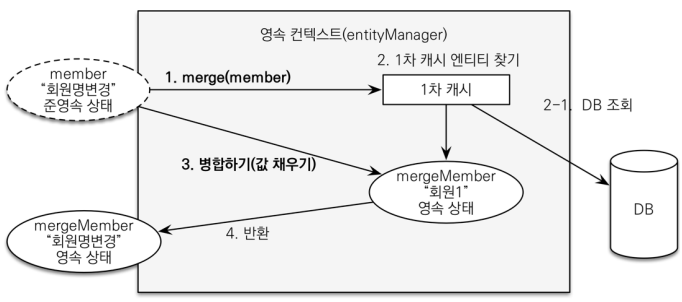 영속 컨텍스트(entityManager)
member
“회원명변경”
준영속 상태
1. merge(member)
2. 1차 캐시 엔티티 찾기
1차 캐시
2-1, DB 조회
3. 병합하기(값 채우기)
mergeMember
“회원1”
영속 상태
DB
mergeMember
“회원명변경”
영속 상태
4. 반환